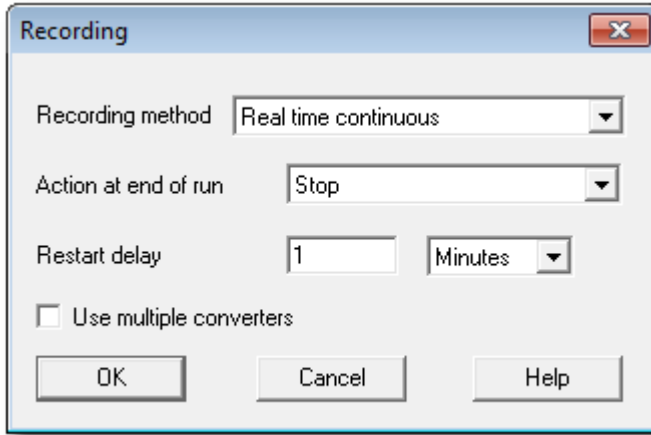 Recording
Recording method Real time continuous
Action at end of run Stop
Restart delay 1 Minutes
Use multiple converters
OK Cancel Help